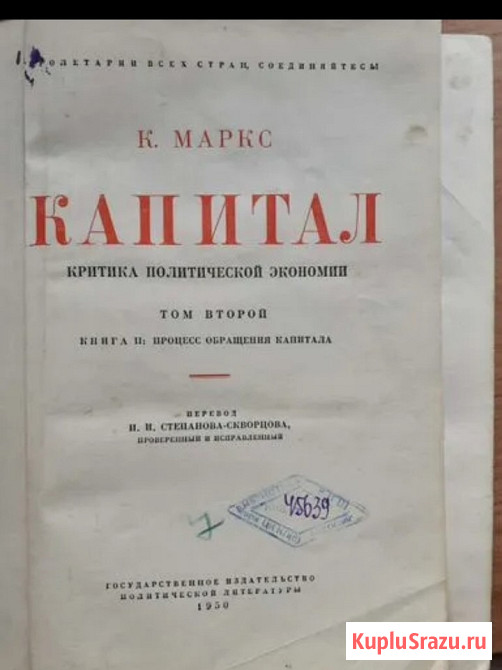 ПРОЛЕТАРИИ ВСЕХ СТРАН, СОЕДИНЯЙТЕСЬ!
К. МАРКС
КАПИТАЛ
КРИТИКА ПОЛИТИЧЕСКОЙ ЭКОНОМИИ
ТОМ ВТОРОЙ
КНИГА II: ПРОЦЕСС ОБРАЩЕНИЯ КАПИТАЛА
ПЕРЕВОД
И. И. СТЕПАНОВА-СКВОРЦОВА,
ПРОВЕРЕННЫЙ И ИСПРАВЛЕННЫЙ
45639
7
ГОСУДАРСТВЕННОЕ ИЗДАТЕЛЬСТВО
ПОЛИТИЧЕСКОЙ ЛИТЕРАТУРЫ
1950
KupluSrazu.ru